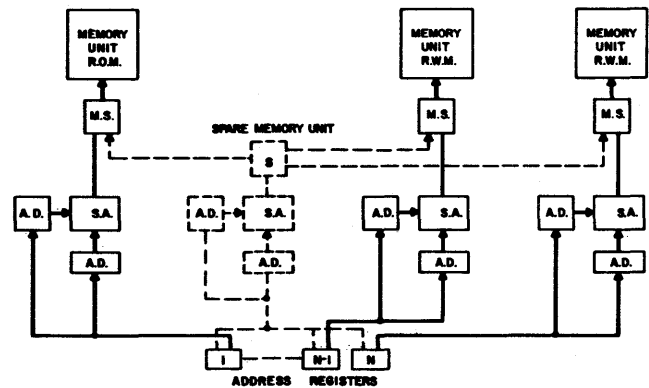 MEMORY
UNIT
R.O.M.
MEMORY
UNIT
R.W.M.
MEMORY
UNIT
R.W.M.
M.S.
M.S.
M.S.
SPARE MEMORY UNIT
S
A.D.
S.A.
A.D.
S.A.
A.D.
S.A.
A.D.
S.A.
A.D.
A.D.
A.D.
A.D.
I
N-I
N
ADDRESS REGISTERS